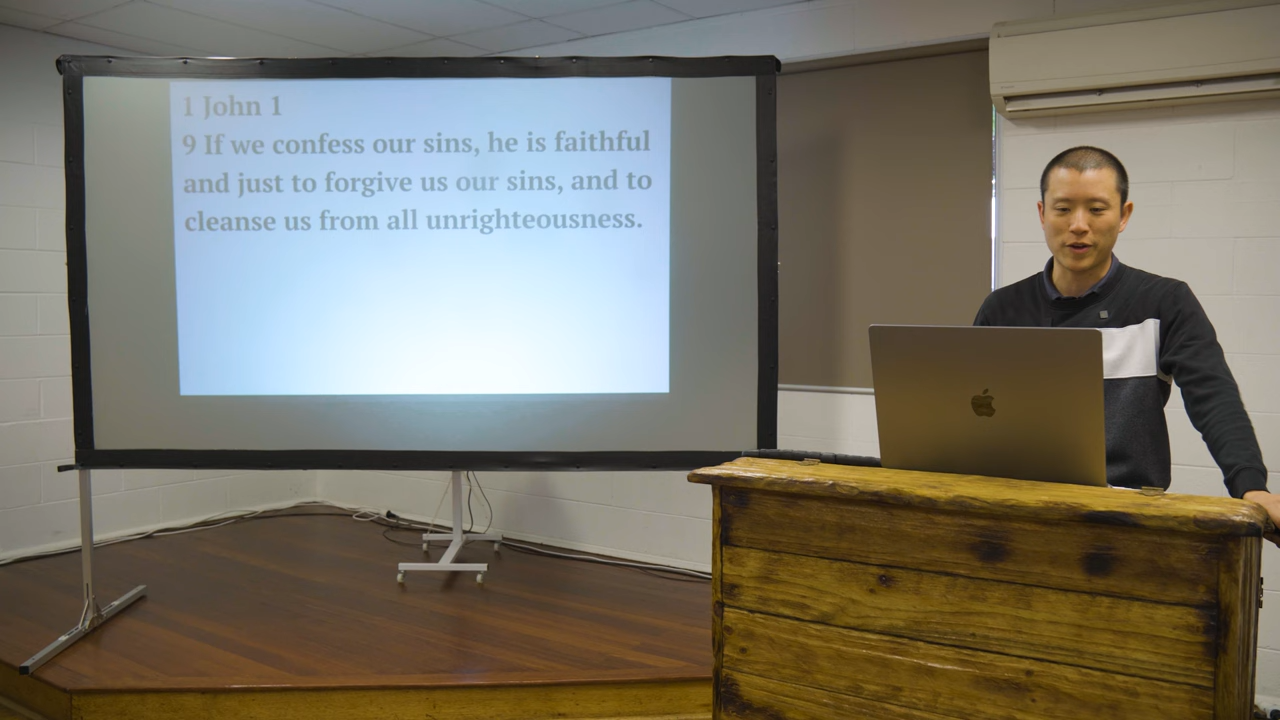 1 John 1
9 If we confess our sins, he is faithful
and just to forgive us our sins, and to
cleanse us from all unrighteousness.